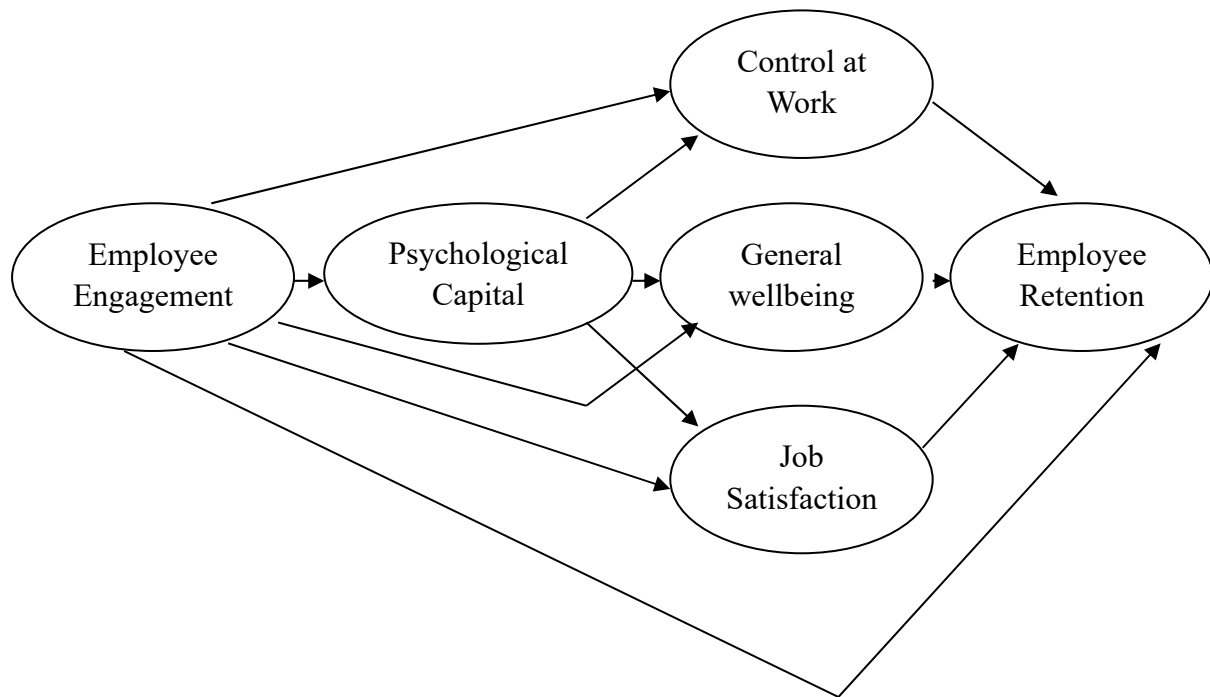 Control at
Work
Employee
Engagement
Psychological
Capital
General
wellbeing
Employee
Retention
Job
Satisfaction